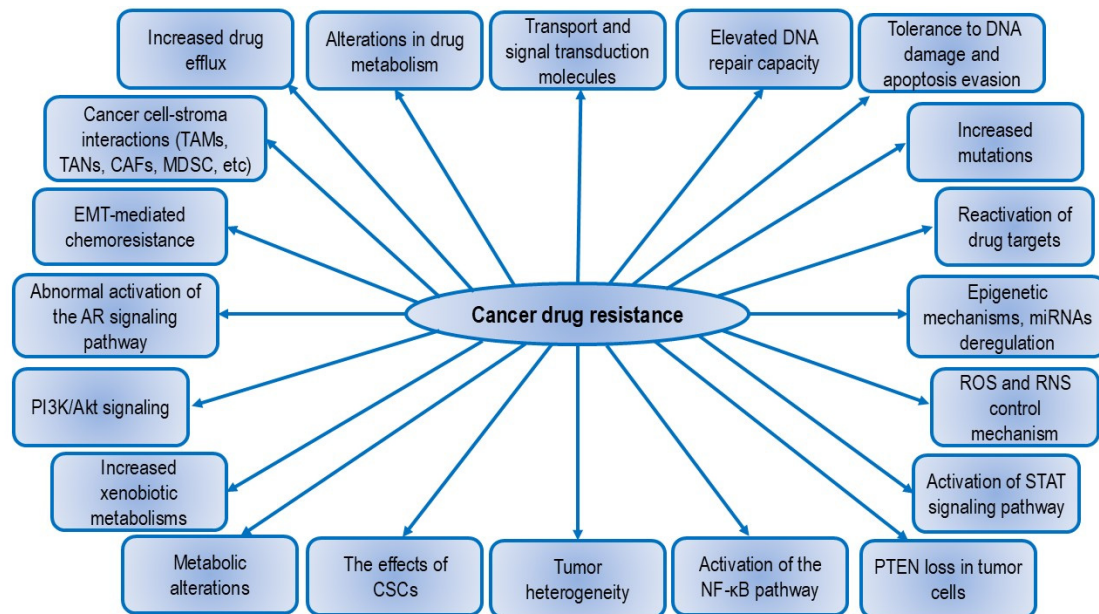 Increased drug
efflux
Alterations in drug
metabolism
Transport and
signal transduction
molecules
Elevated DNA
repair capacity
Tolerance to DNA
damage and
apoptosis evasion
Cancer cell-stroma
interactions (TAMs,
TANs, CAFs, MDSC, etc)
Increased
mutations
EMT-mediated
chemoresistance
Reactivation of
drug targets
Abnormal activation of
the AR signaling
pathway
Cancer drug resistance
Epigenetic
mechanisms, miRNAs
deregulation
PI3K/Akt signaling
ROS and RNS
control
mechanism
Increased
xenobiotic
metabolisms
Activation of STAT
signaling pathway
Metabolic
alterations
The effects of
CSCs
Tumor
heterogeneity
Activation of the
NF-κB pathway
PTEN loss in tumor
cells